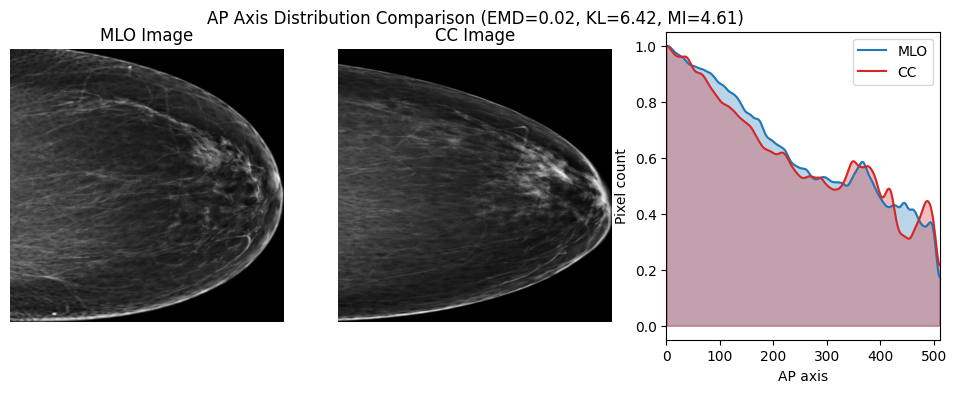 AP Axis Distribution Comparison (EMD=0.02, KL=6.42, MI=4.61)
MLO Image
CC Image
MLO
CC
Pixel count
1.0
0.8
0.6
0.4
0.2
0.0
0 100 200 300 400 500
AP axis